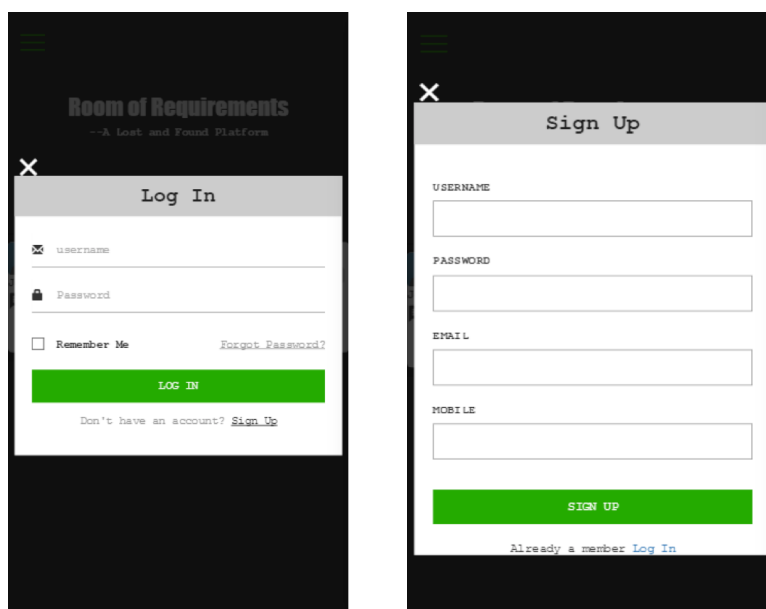 Room of Requirements
--A Lost and Found Platform
Log In
username
Password
Remember Me
Forgot Password?
LOG IN
Don't have an account? Sign Up
Sign Up
USERNAME
PASSWORD
EMAIL
MOBILE
SIGN UP
Already a member Log In